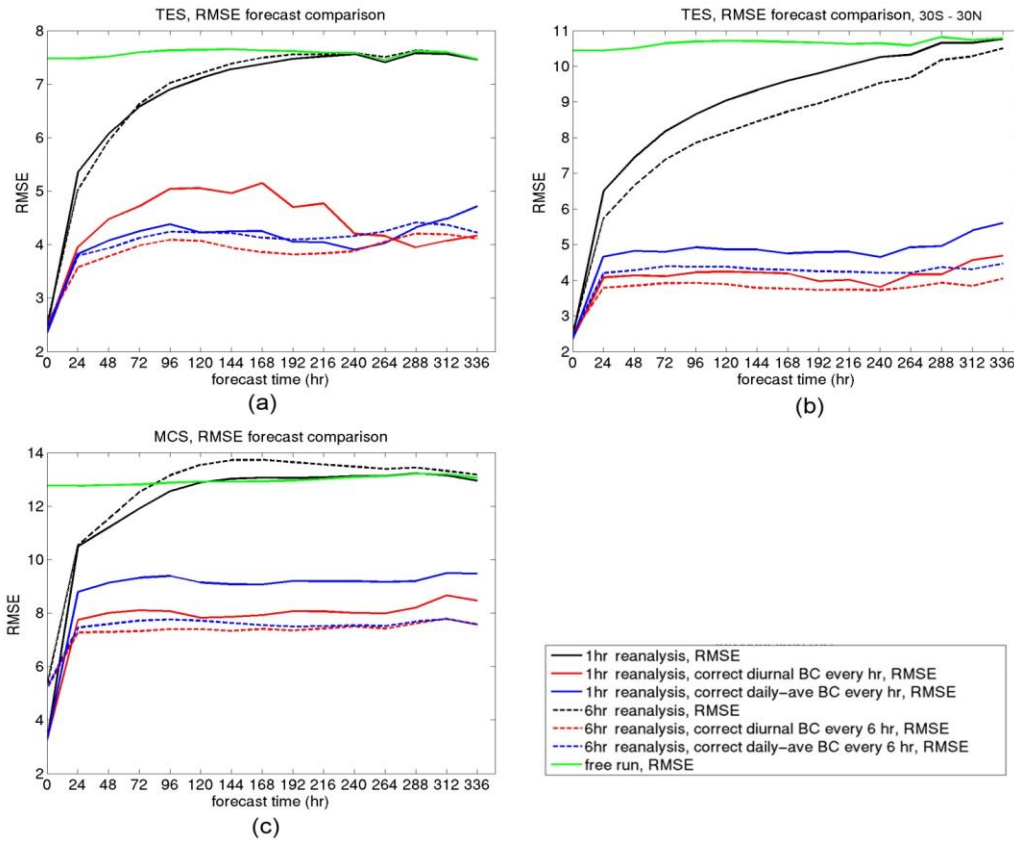 TES, RMSE forecast comparison
8
7
6
5
4
3
2
RMSE
0 24 48 72 96 120 144 168 192 216 240 264 288 312 336
forecast time (hr)
(a)
TES, RMSE forecast comparison, 30S - 30N
11
10
9
8
7
6
5
4
3
2
RMSE
0 24 48 72 96 120 144 168 192 216 240 264 288 312 336
forecast time (hr)
(b)
MCS, RMSE forecast comparison
14
12
10
8
6
4
2
RMSE
0 24 48 72 96 120 144 168 192 216 240 264 288 312 336
forecast time (hr)
(c)
1hr reanalysis, RMSE
1hr reanalysis, correct diurnal BC every hr, RMSE
1hr reanalysis, correct daily-ave BC every hr, RMSE
6hr reanalysis, RMSE
6hr reanalysis, correct diurnal BC every 6 hr, RMSE
6hr reanalysis, correct daily-ave BC every 6 hr, RMSE
free run, RMSE